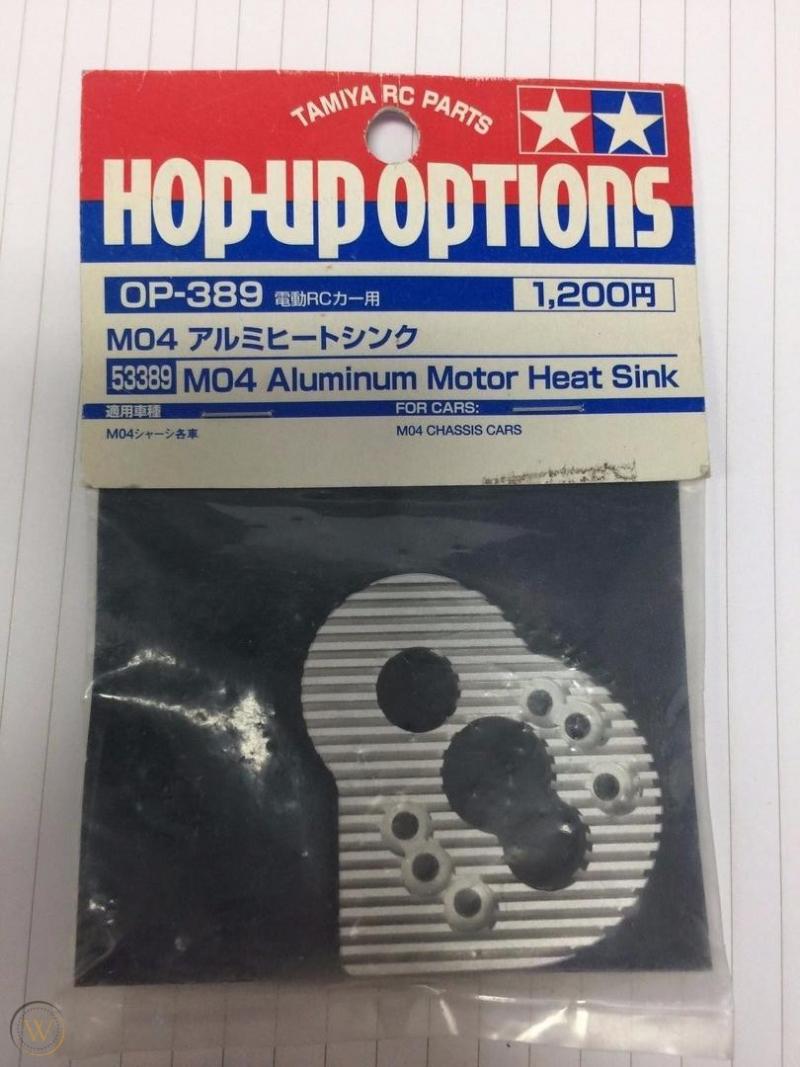 TAMIYA RC PARTS
HOP-UP OPTIONS
OP-389 電動RCカー用 1,200円
M04 アルミヒートシンク
53389 M04 Aluminum Motor Heat Sink
適用車種 FOR CARS:
M04シャーシ各車 M04 CHASSIS CARS
W